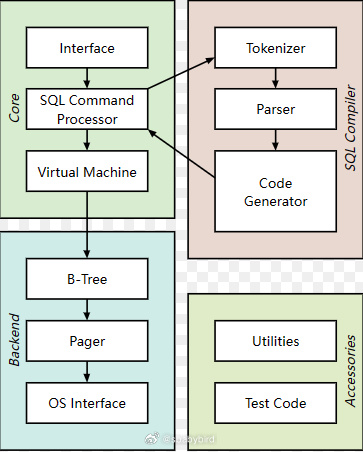 Core
Interface
SQL Command
Processor
Virtual Machine
SQL Compiler
Tokenizer
Parser
Code
Generator
Backend
B-Tree
Pager
OS Interface
Accessories
Utilities
Test Code